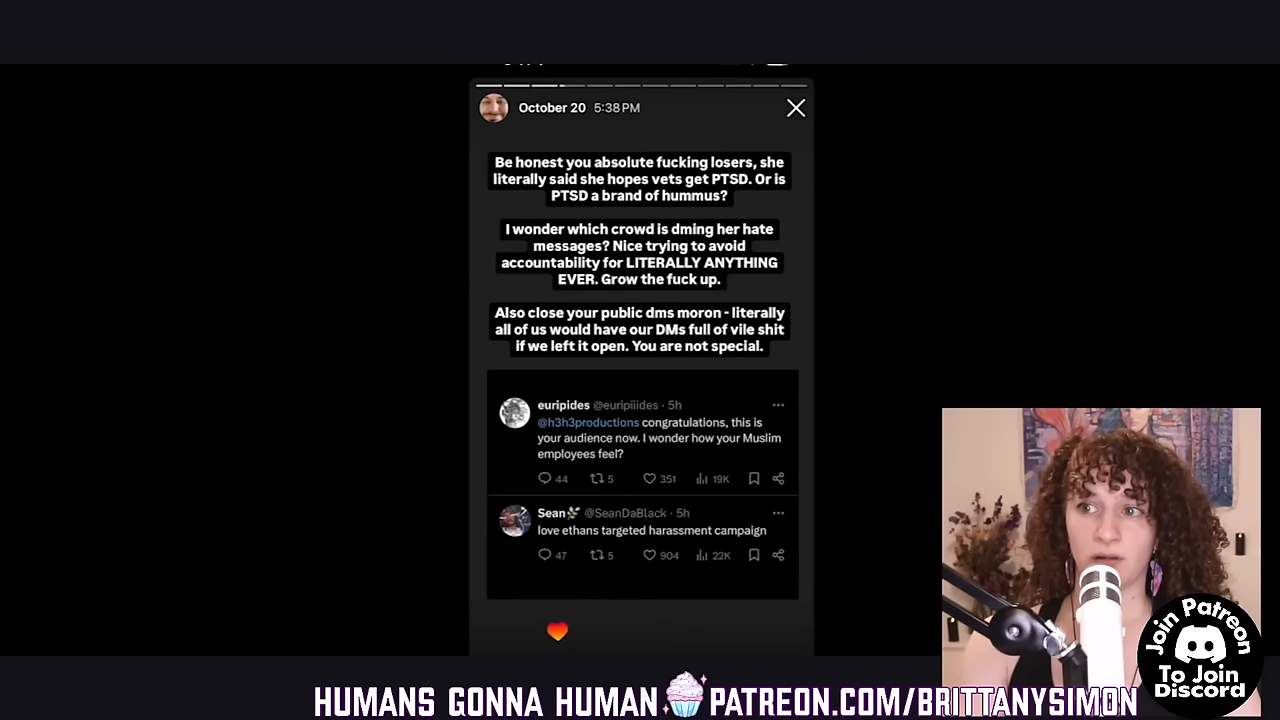 October 20 5:38 PM
Be honest you absolute fucking losers, she
literally said she hopes vets get PTSD. Or is
PTSD a brand of hummus?
I wonder which crowd is dming her hate
messages? Nice trying to avoid
accountability for LITERALLY ANYTHING
EVER. Grow the fuck up.
Also close your public dms moron - literally
all of us would have our DMs full of vile shit
if we left it open. You are not special.
euripides @euripiiides · 5h
@h3h3productions congratulations, this is
your audience now. I wonder how your Muslim
employees feel?
44 5 351 19K
Sean @SeanDaBlack · 5h
love ethans targeted harassment campaign
47 5 904 22K
Join Patreon
To Join
Discord
HUMANS GONNA HUMAN PATREON.COM/BRITTANYSIMON